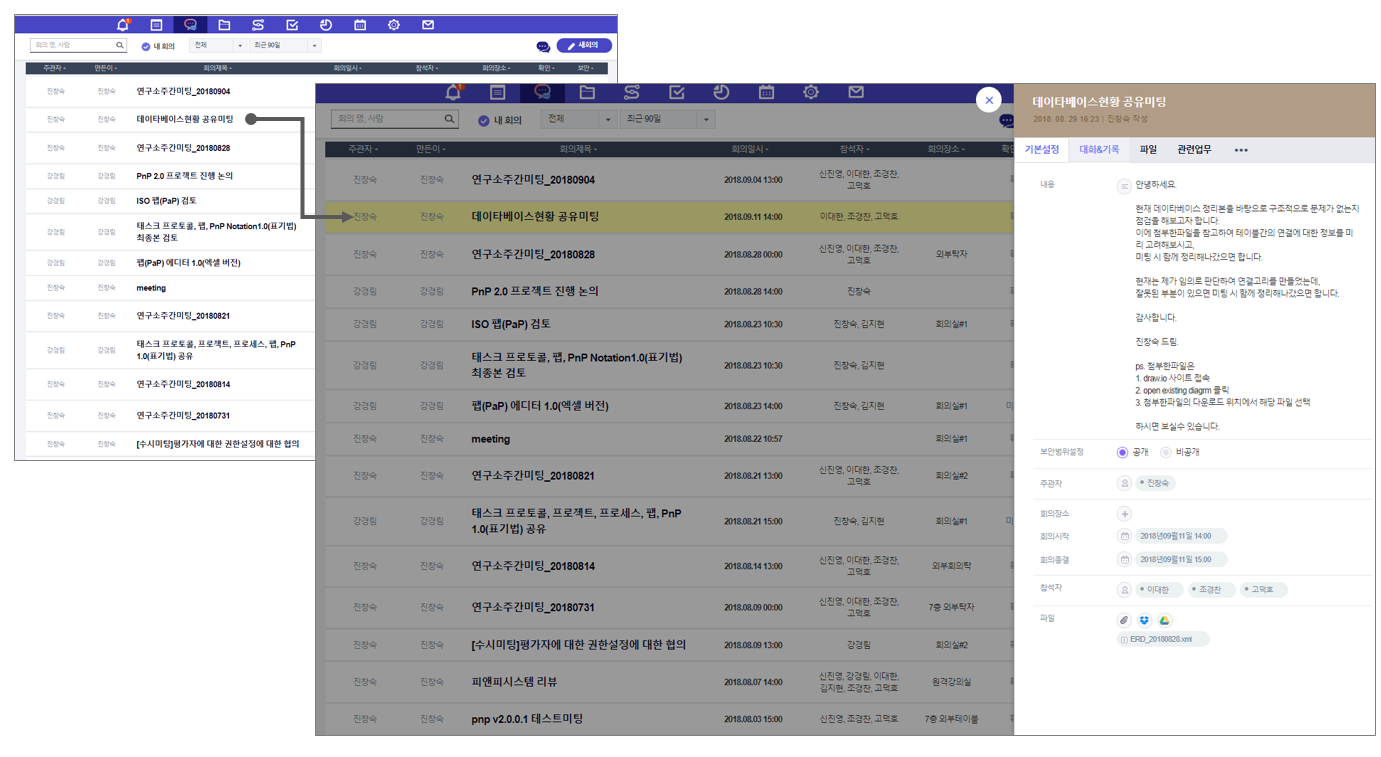 1
회의 명, 사람
내 회의
전체
최근 90일
새회의
주관자
만든이
회의제목
회의일시
참석자
회의장소
확인
보안
진창숙 진창숙 연구소주간미팅_20180904
진창숙 진창숙 데이타베이스현황 공유미팅
진창숙 진창숙 연구소주간미팅_20180828
강경림 강경림 PnP 2.0 프로젝트 진행 논의
강경림 강경림 ISO 팹(PaP) 검토
강경림 강경림 태스크 프로토콜, 팹, PnP Notation1.0(표기법)
최종본 검토
강경림 강경림 팹(PaP) 에디터 1.0(엑셀 버전)
진창숙 진창숙 meeting
진창숙 진창숙 연구소주간미팅_20180821
강경림 강경림 태스크 프로토콜, 프로젝트, 프로세스, 팹, PnP
1.0(표기법) 공유
진창숙 진창숙 연구소주간미팅_20180814
진창숙 진창숙 연구소주간미팅_20180731
진창숙 진창숙 [수시미팅]평가자에 대한 권한설정에 대한 협의
1
회의 명, 사람
내 회의
전체
최근 90일
주관자 만든이 회의제목 회의일시 참석자 회의장소
진창숙 진창숙 연구소주간미팅_20180904 2018.09.04 13:00 신진영, 이대한, 조경찬,
고덕호
진창숙 진창숙 데이타베이스현황 공유미팅 2018.09.11 14:00 이대한, 조경찬, 고덕호
진창숙 진창숙 연구소주간미팅_20180828 2018.08.28 00:00 신진영, 이대한, 조경찬,
고덕호 외부탁자
강경림 강경림 PnP 2.0 프로젝트 진행 논의 2018.08.28 14:00 진창숙
강경림 강경림 ISO 팹(PaP) 검토 2018.08.23 10:30 진창숙, 김지현 회의실#1
강경림 강경림 태스크 프로토콜, 팹, PnP Notation1.0(표기법)
최종본 검토 2018.08.23 10:30 진창숙, 김지현
강경림 강경림 팹(PaP) 에디터 1.0(엑셀 버전) 2018.08.23 14:00 진창숙, 김지현 회의실#1
진창숙 진창숙 meeting 2018.08.22 10:57 회의실#1
진창숙 진창숙 연구소주간미팅_20180821 2018.08.21 13:00 신진영, 이대한, 조경찬,
고덕호 회의실#2
강경림 강경림 태스크 프로토콜, 프로젝트, 프로세스, 팹, PnP
1.0(표기법) 공유 2018.08.21 15:00 진창숙, 김지현 회의실#1
진창숙 진창숙 연구소주간미팅_20180814 2018.08.14 13:00 신진영, 이대한, 조경찬,
고덕호 외부회의탁
진창숙 진창숙 연구소주간미팅_20180731 2018.08.09 00:00 신진영, 이대한, 조경찬,
고덕호 7층 외부탁자
진창숙 진창숙 [수시미팅]평가자에 대한 권한설정에 대한 협의 2018.08.09 13:00 강경림 회의실#2
진창숙 진창숙 피앤피시스템 리뷰 2018.08.07 14:00 신진영, 강경림, 이대한,
김지현, 조경찬, 고덕호 원격강의실
진창숙 진창숙 pnp v2.0.0.1 테스트미팅 2018.08.03 15:00 신진영, 조경찬, 고덕호 7층 외부테이블
데이타베이스현황 공유미팅
2018. 08. 29 16:23 | 진창숙 작성
기본설정 대화&기록 파일 관련업무
내용
안녕하세요.
현재 데이타베이스 정리본을 바탕으로 구조적으로 문제가 없는지
점검을 해보고자 합니다.
이에 첨부한파일을 참고하여 테이블간의 연결에 대한 정보를 미
리 고려해보시고,
미팅 시 함께 정리해나갔으면 합니다.
현재는 제가 임의로 판단하여 연결고리를 만들었는데,
잘못된 부분이 있으면 미팅 시 함께 정리해나갔으면 합니다.
감사합니다.
진창숙 드림.
ps. 첨부한파일은
1. draw.io 사이트 접속
2. open existing diagrm 클릭
3. 첨부한파일의 다운로드 위치에서 해당 파일 선택
하시면 보실수 있습니다.
보안범위설정 공개 비공개
주관자 진창숙
회의장소
회의시작 2018년09월11일 14:00
회의종결 2018년09월11일 15:00
참석자 이대한 조경찬 고덕호
파일
ERD_20180828.xml